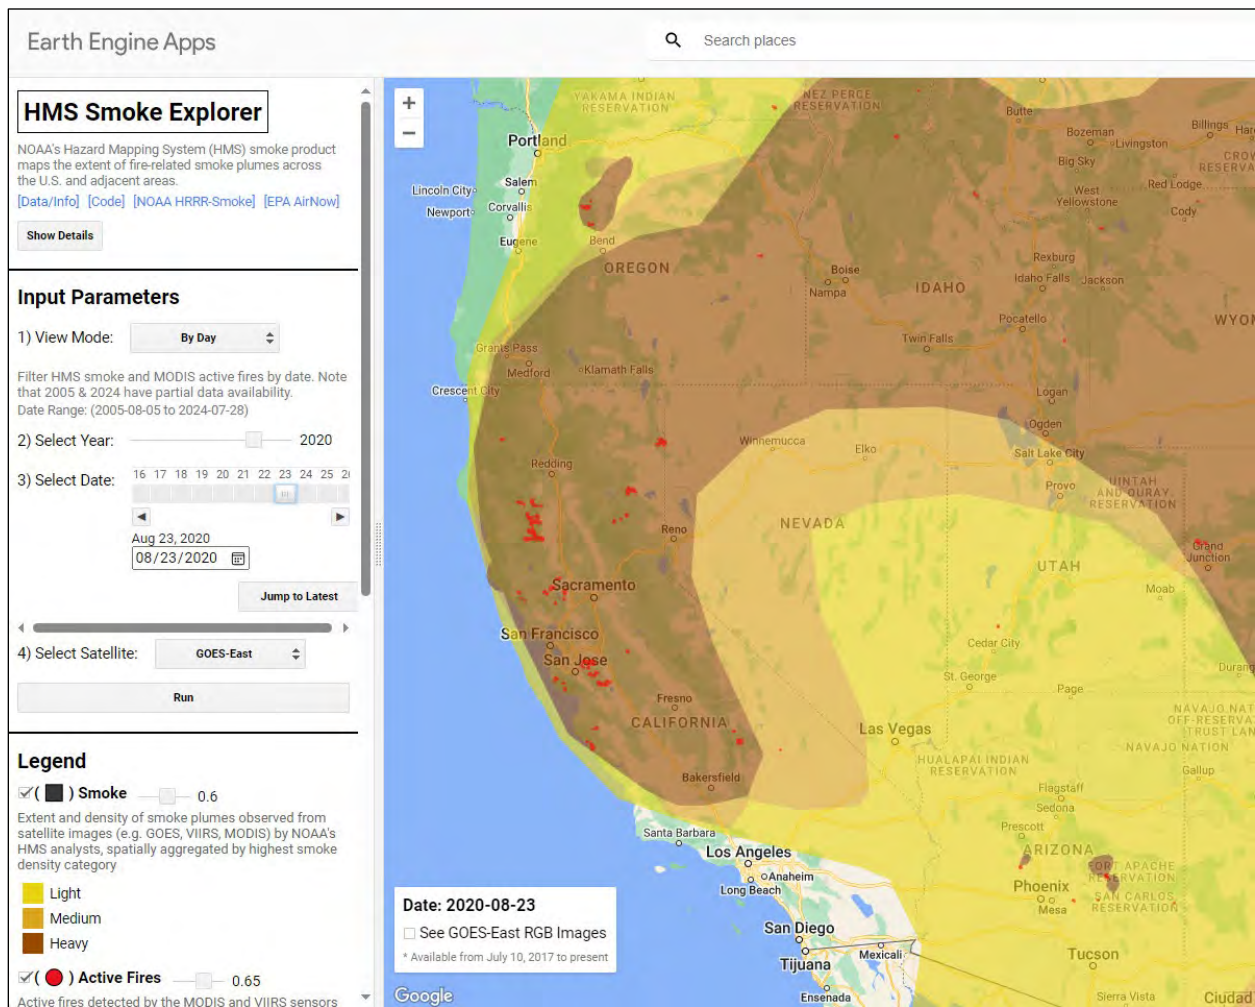 Earth Engine Apps
Search places
HMS Smoke Explorer
NOAA's Hazard Mapping System (HMS) smoke product
maps the extent of fire-related smoke plumes across
the U.S. and adjacent areas.
[Data/Info] [Code] [NOAA HRRR-Smoke] [EPA AirNow]
Show Details
Input Parameters
1) View Mode: By Day
Filter HMS smoke and MODIS active fires by date. Note
that 2005 & 2024 have partial data availability.
Date Range: (2005-08-05 to 2024-07-28)
2) Select Year: 2020
3) Select Date: 16 17 18 19 20 21 22 23 24 25
Aug 23, 2020
08/23/2020
Jump to Latest
4) Select Satellite: GOES-East
Run
Legend
( ) Smoke 0.6
Extent and density of smoke plumes observed from
satellite images (e.g. GOES, VIIRS, MODIS) by NOAA's
HMS analysts, spatially aggregated by highest smoke
density category
Light
Medium
Heavy
( ) Active Fires 0.65
Active fires detected by the MODIS and VIIRS sensors
+
−
YAKAMA INDIAN
RESERVATION
NEZ PERCE
RESERVATION
Butte
Bozeman
Billings
Livingston
Big Sky
Portland
Salem
Lincoln City
Newport
Corvallis
Eugene
Bend
OREGON
West
Yellowstone
Red Lodge
Cody
Rexburg
Idaho Falls
Jackson
Boise
Nampa
IDAHO
Pocatello
Twin Falls
Grants Pass
Medford
Klamath Falls
Crescent City
Logan
Ogden
Winnemucca
Elko
Salt Lake City
Provo
UINTAH
AND OURAY
RESERVATION
Redding
Reno
NEVADA
Grand
Junction
UTAH
Moab
Sacramento
San Francisco
San Jose
Cedar City
St. George
Page
Fresno
CALIFORNIA
Las Vegas
NAVAJO NATION
HUALAPAI INDIAN
RESERVATION
Gallup
Bakersfield
Flagstaff
Sedona
Prescott
ARIZONA
FORT APACHE
RESERVATION
SAN CARLOS
RESERVATION
Phoenix
Mesa
Santa Barbara
Los Angeles
Long Beach
Anaheim
San Diego
Tijuana
Mexicali
Ensenada
Tucson
Sierra Vista
Ciudad
Date: 2020-08-23
See GOES-East RGB Images
* Available from July 10, 2017 to present
Google